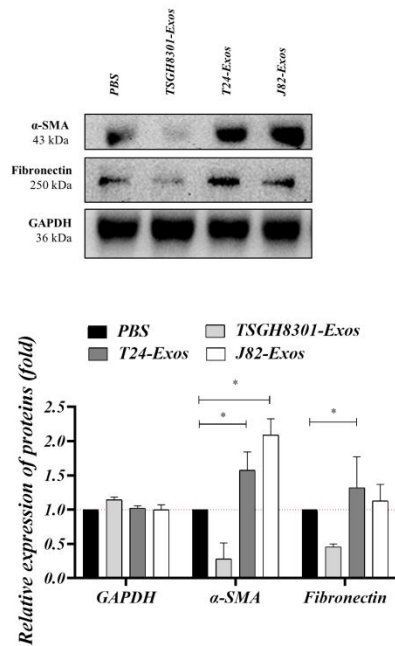 PBS
TSGH8301-Exos
T24-Exos
J82-Exos
α-SMA
43 kDa
Fibronectin
250 kDa
GAPDH
36 kDa
PBS TSGH8301-Exos
T24-Exos J82-Exos
Relative expression of proteins (fold)
2.5
2.0
1.5
1.0
0.5
0.0
*
*
*
GAPDH α-SMA Fibronectin